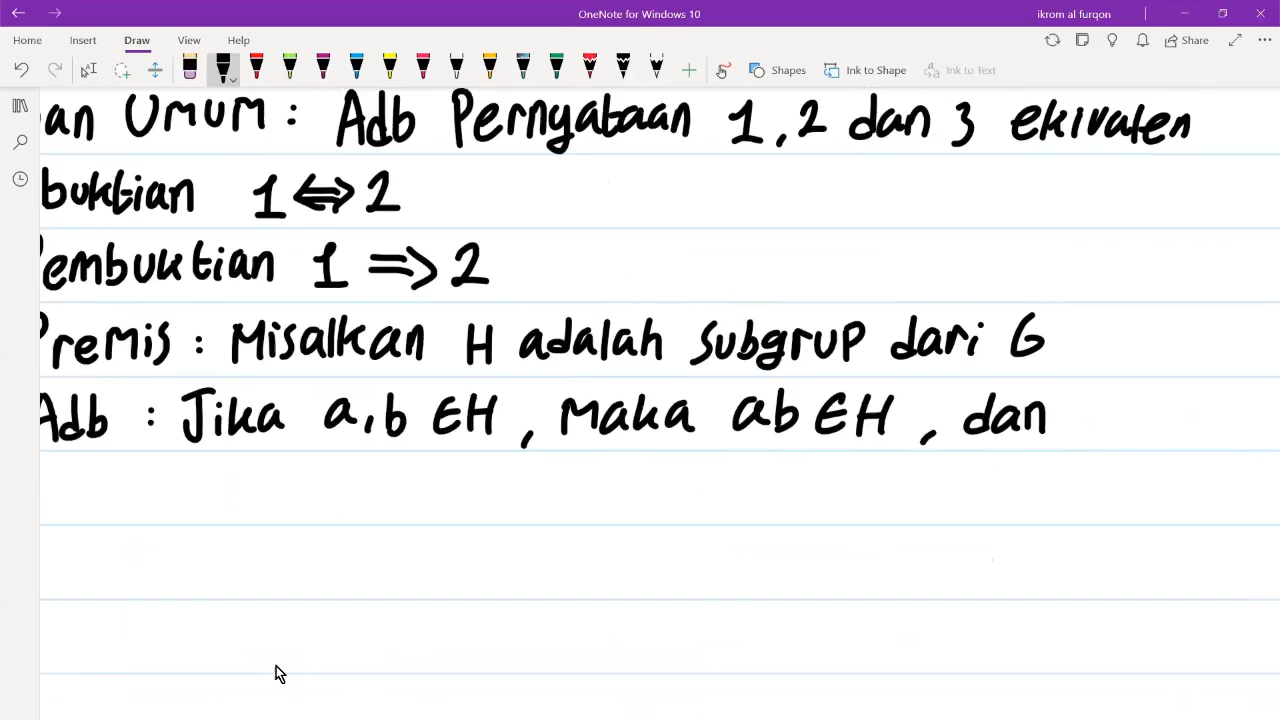 OneNote for Windows 10
ikrom al furqon
Home Insert Draw View Help
Share
Shapes Ink to Shape Ink to Text
an Umum : Adb Pernyataan 1, 2 dan 3 ekivalen
buktian 1 ⇔ 2
Pembuktian 1 => 2
Premis : Misalkan H adalah subgrup dari G
Adb : Jika a, b ∈ H, Maka ab ∈ H, dan